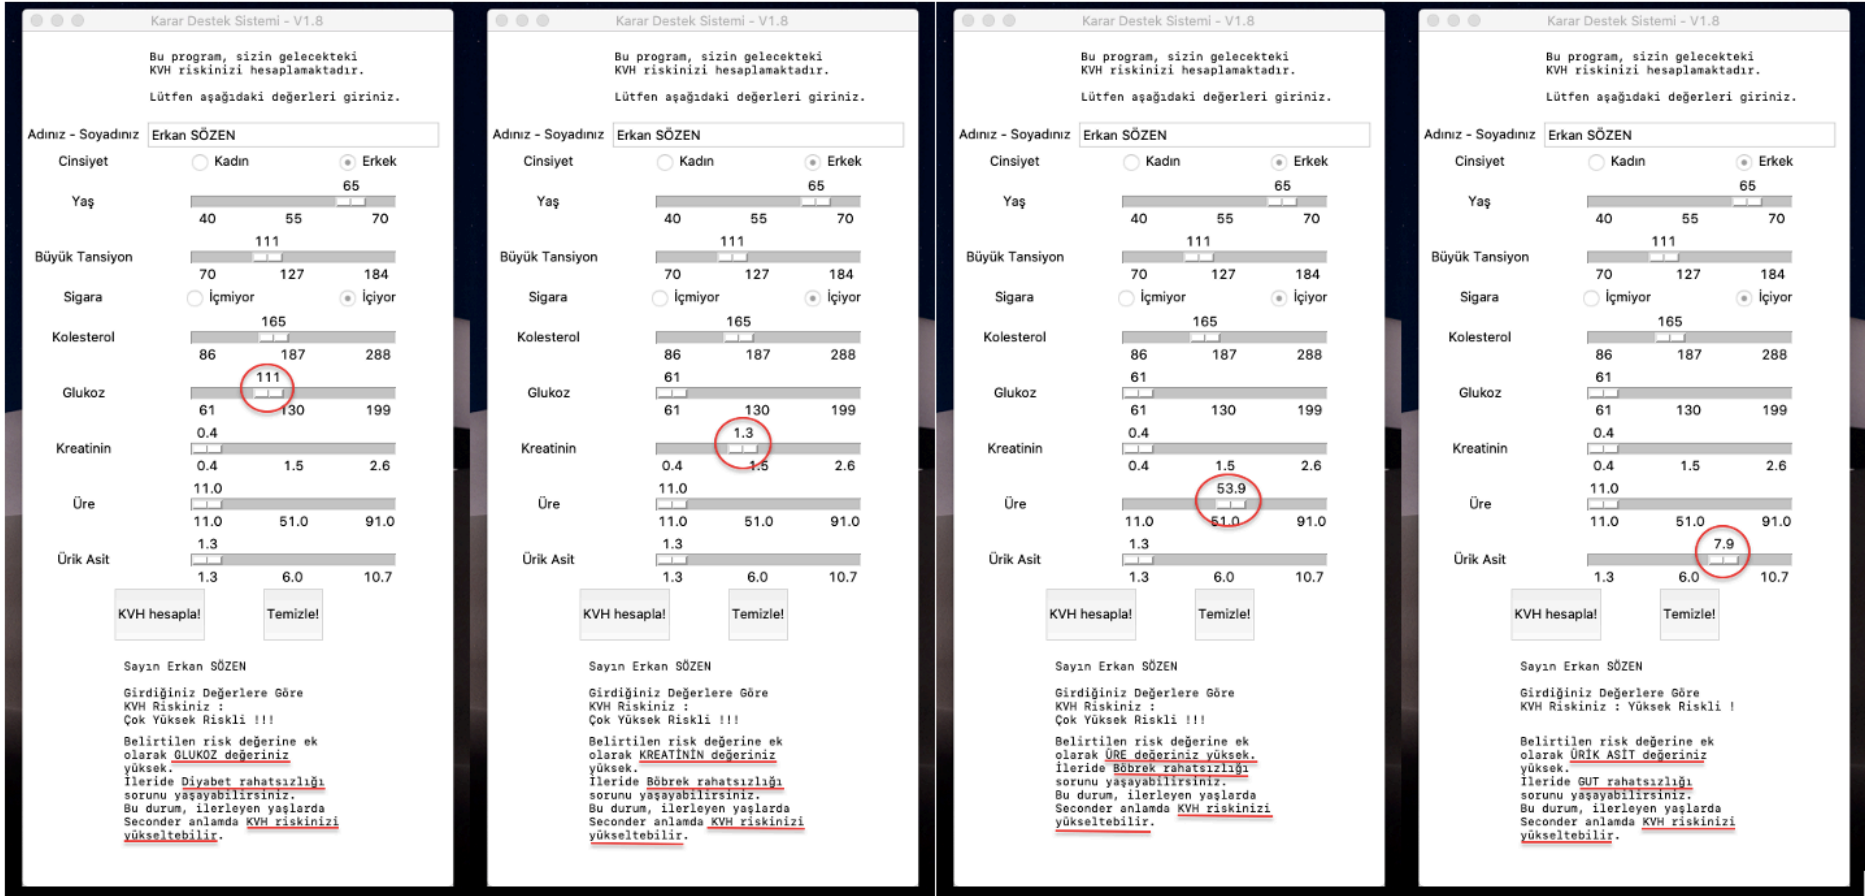 Karar Destek Sistemi - V1.8
Bu program, sizin gelecekteki
KVH riskinizi hesaplamaktadır.
Lütfen aşağıdaki değerleri giriniz.
Adınız - Soyadınız Erkan SÖZEN
Cinsiyet Kadın Erkek
65
Yaş
40 55 70
111
Büyük Tansiyon
70 127 184
Sigara İçmiyor İçiyor
165
Kolesterol
86 187 288
111
Glukoz
61 130 199
0.4
Kreatinin
0.4 1.5 2.6
11.0
Üre
11.0 51.0 91.0
1.3
Ürik Asit
1.3 6.0 10.7
KVH hesapla! Temizle!
Sayın Erkan SÖZEN
Girdiğiniz Değerlere Göre
KVH Riskiniz :
Çok Yüksek Riskli !!!
Belirtilen risk değerine ek
olarak GLUKOZ değeriniz
yüksek.
İleride Diyabet rahatsızlığı
sorunu yaşayabilirsiniz.
Bu durum, ilerleyen yaşlarda
Seconder anlamda KVH riskinizi
yükseltebilir.
Karar Destek Sistemi - V1.8
Bu program, sizin gelecekteki
KVH riskinizi hesaplamaktadır.
Lütfen aşağıdaki değerleri giriniz.
Adınız - Soyadınız Erkan SÖZEN
Cinsiyet Kadın Erkek
65
Yaş
40 55 70
111
Büyük Tansiyon
70 127 184
Sigara İçmiyor İçiyor
165
Kolesterol
86 187 288
61
Glukoz
61 130 199
1.3
Kreatinin
0.4 1.5 2.6
11.0
Üre
11.0 51.0 91.0
1.3
Ürik Asit
1.3 6.0 10.7
KVH hesapla! Temizle!
Sayın Erkan SÖZEN
Girdiğiniz Değerlere Göre
KVH Riskiniz :
Çok Yüksek Riskli !!!
Belirtilen risk değerine ek
olarak KREATİNİN değeriniz
yüksek.
İleride Böbrek rahatsızlığı
sorunu yaşayabilirsiniz.
Bu durum, ilerleyen yaşlarda
Seconder anlamda KVH riskinizi
yükseltebilir.
Karar Destek Sistemi - V1.8
Bu program, sizin gelecekteki
KVH riskinizi hesaplamaktadır.
Lütfen aşağıdaki değerleri giriniz.
Adınız - Soyadınız Erkan SÖZEN
Cinsiyet Kadın Erkek
65
Yaş
40 55 70
111
Büyük Tansiyon
70 127 184
Sigara İçmiyor İçiyor
165
Kolesterol
86 187 288
61
Glukoz
61 130 199
0.4
Kreatinin
0.4 1.5 2.6
53.9
Üre
11.0 51.0 91.0
1.3
Ürik Asit
1.3 6.0 10.7
KVH hesapla! Temizle!
Sayın Erkan SÖZEN
Girdiğiniz Değerlere Göre
KVH Riskiniz :
Çok Yüksek Riskli !!!
Belirtilen risk değerine ek
olarak ÜRE değeriniz yüksek.
İleride Böbrek rahatsızlığı
sorunu yaşayabilirsiniz.
Bu durum, ilerleyen yaşlarda
Seconder anlamda KVH riskinizi
yükseltebilir.
Karar Destek Sistemi - V1.8
Bu program, sizin gelecekteki
KVH riskinizi hesaplamaktadır.
Lütfen aşağıdaki değerleri giriniz.
Adınız - Soyadınız Erkan SÖZEN
Cinsiyet Kadın Erkek
65
Yaş
40 55 70
111
Büyük Tansiyon
70 127 184
Sigara İçmiyor İçiyor
165
Kolesterol
86 187 288
61
Glukoz
61 130 199
0.4
Kreatinin
0.4 1.5 2.6
11.0
Üre
11.0 51.0 91.0
7.9
Ürik Asit
1.3 6.0 10.7
KVH hesapla! Temizle!
Sayın Erkan SÖZEN
Girdiğiniz Değerlere Göre
KVH Riskiniz : Yüksek Riskli !
Belirtilen risk değerine ek
olarak ÜRİK ASİT değeriniz
yüksek.
İleride GUT rahatsızlığı
sorunu yaşayabilirsiniz.
Bu durum, ilerleyen yaşlarda
Seconder anlamda KVH riskinizi
yükseltebilir.